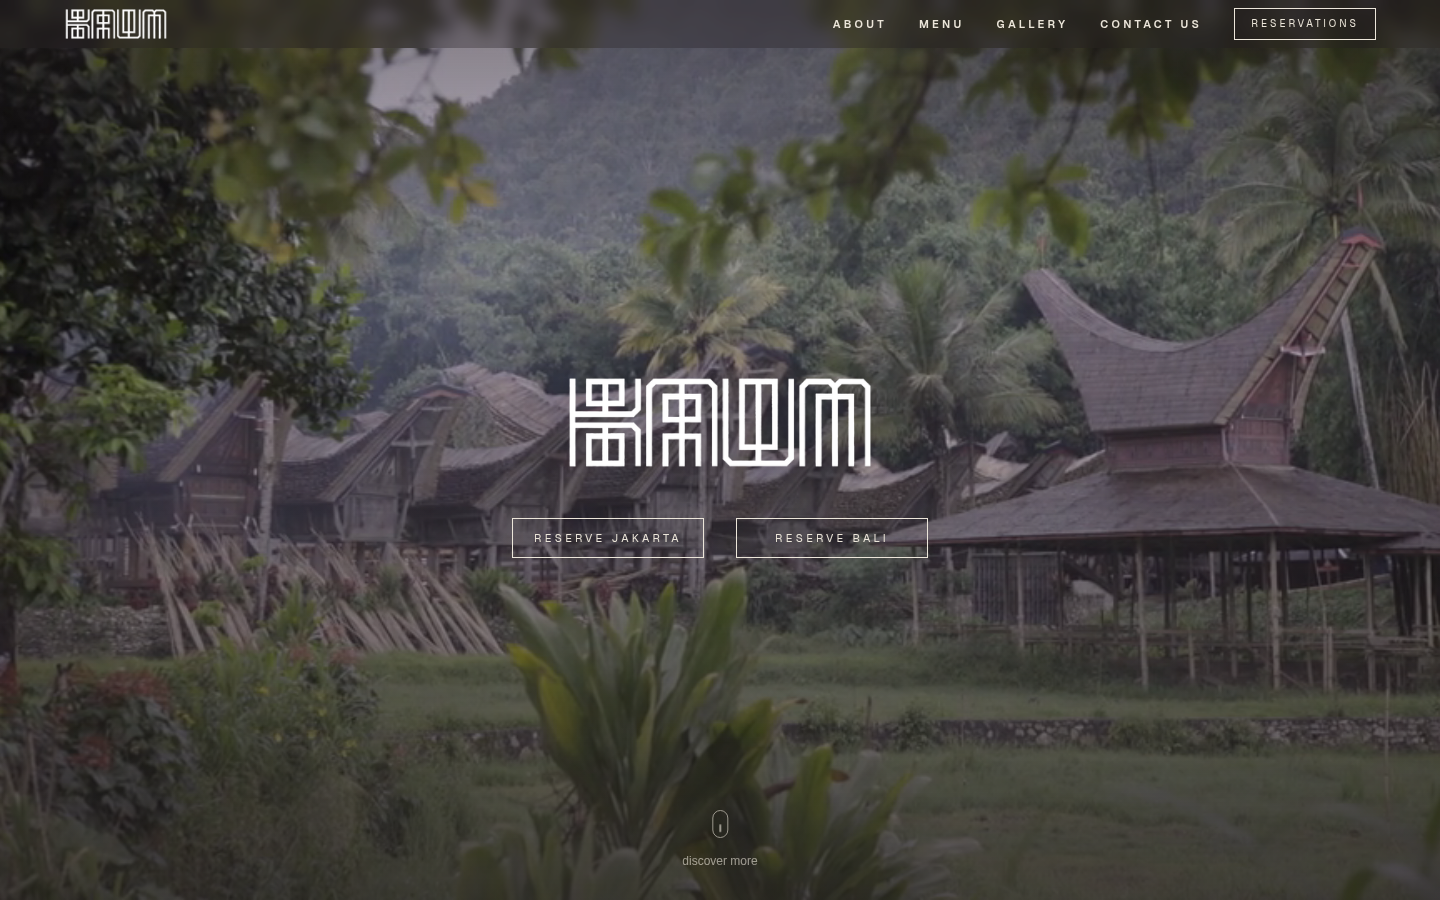 ABOUT
MENU
GALLERY
CONTACT US
RESERVATIONS
RESERVE JAKARTA
RESERVE BALI
discover more